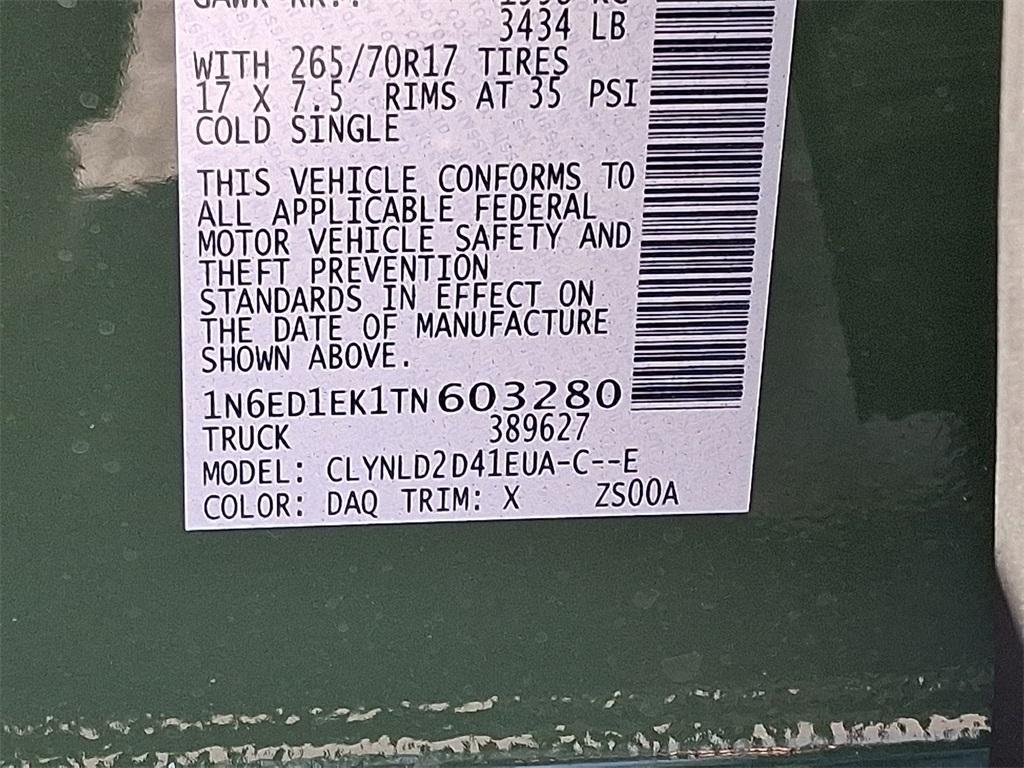 3434 LB
WITH 265/70R17 TIRES
17 X 7.5 RIMS AT 35 PSI
COLD SINGLE
THIS VEHICLE CONFORMS TO
ALL APPLICABLE FEDERAL
MOTOR VEHICLE SAFETY AND
THEFT PREVENTION
STANDARDS IN EFFECT ON
THE DATE OF MANUFACTURE
SHOWN ABOVE.
1N6ED1EK1TN603280
TRUCK 389627
MODEL: CLYNLD2D41EUA-C--E
COLOR: DAQ TRIM: X ZS00A